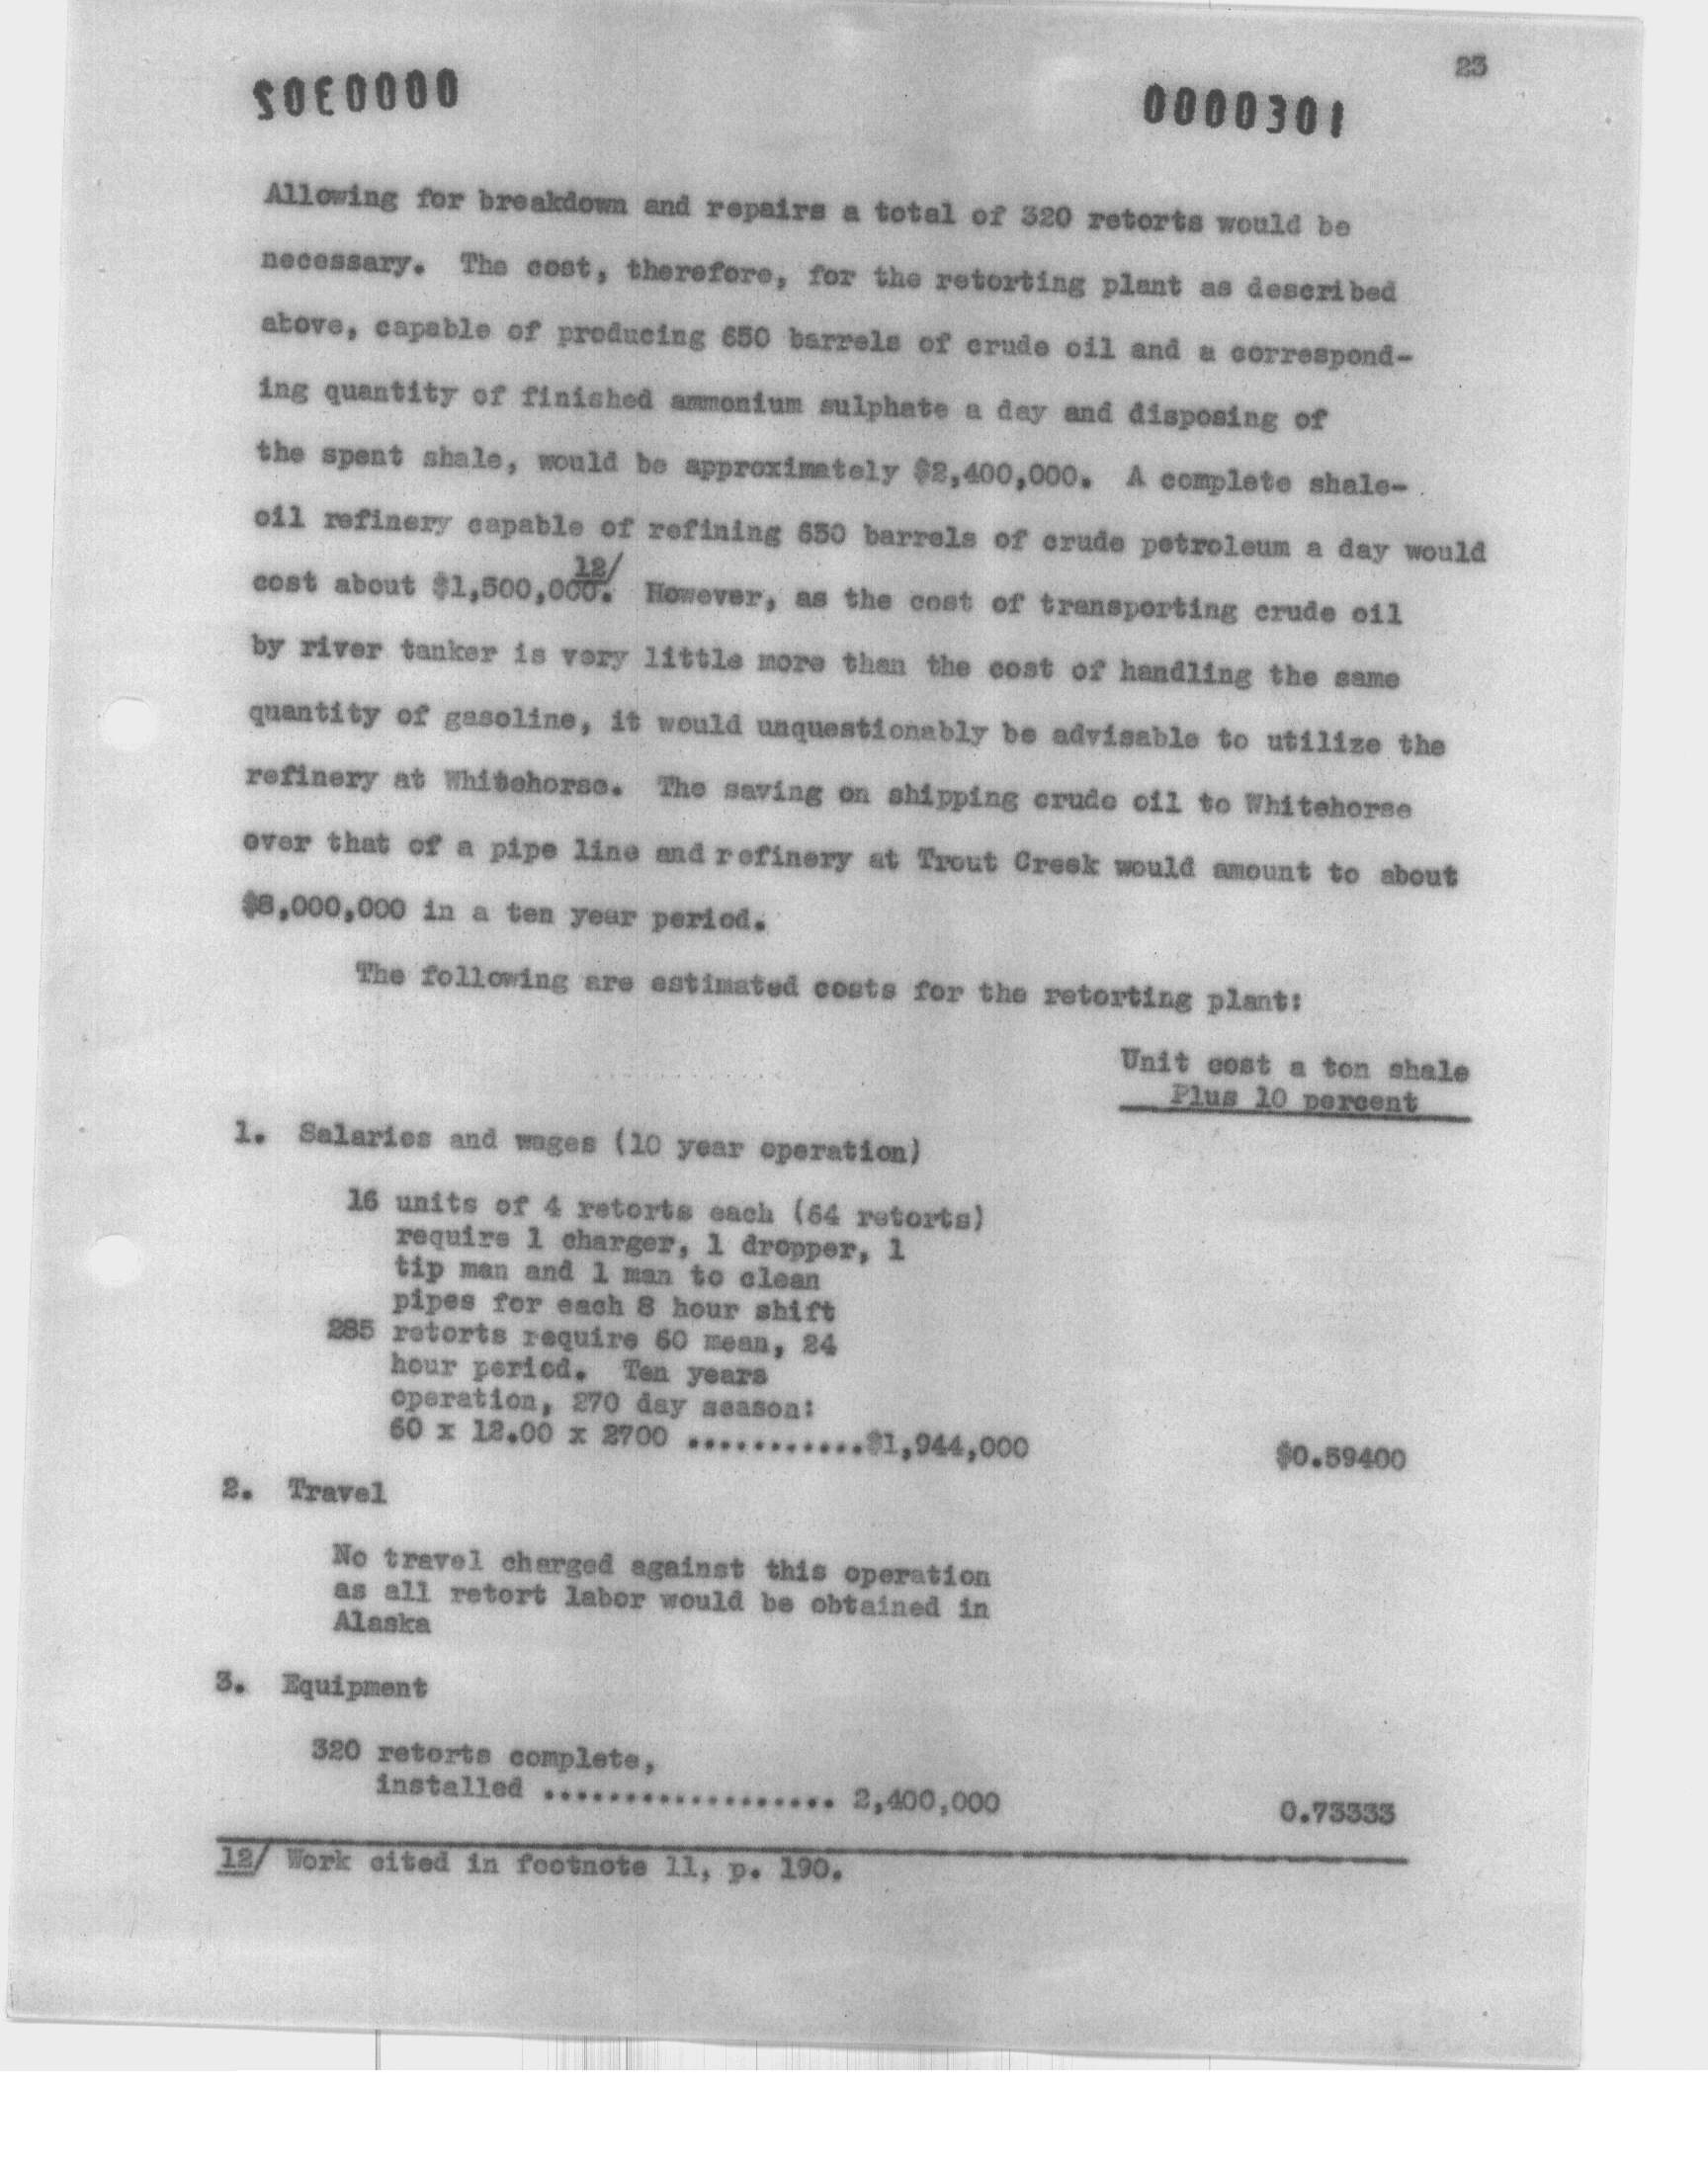 23
0000302
0000301
Allowing for breakdown and repairs a total of 320 retorts would be
necessary. The cost, therefore, for the retorting plant as described
above, capable of producing 650 barrels of crude oil and a correspond-
ing quantity of finished ammonium sulphate a day and disposing of
the spent shale, would be approximately $2,400,000. A complete shale-
oil refinery capable of refining 650 barrels of crude petroleum a day would
cost about $1,500,000.12/ However, as the cost of transporting crude oil
by river tanker is very little more than the cost of handling the same
quantity of gasoline, it would unquestionably be advisable to utilize the
refinery at Whitehorse. The saving on shipping crude oil to Whitehorse
over that of a pipe line and refinery at Trout Creek would amount to about
$8,000,000 in a ten year period.
The following are estimated costs for the retorting plant:
Unit cost a ton shale
Plus 10 percent
1. Salaries and wages (10 year operation)
16 units of 4 retorts each (64 retorts)
require 1 charger, 1 dropper, 1
tip man and 1 man to clean
pipes for each 8 hour shift
285 retorts require 60 mean, 24
hour period. Ten years
operation, 270 day season:
60 x 12.00 x 2700 ...........$1,944,000 $0.59400
2. Travel
No travel charged against this operation
as all retort labor would be obtained in
Alaska
3. Equipment
320 retorts complete,
installed .................. 2,400,000 0.73333
12/ Work cited in footnote 11, p. 190.